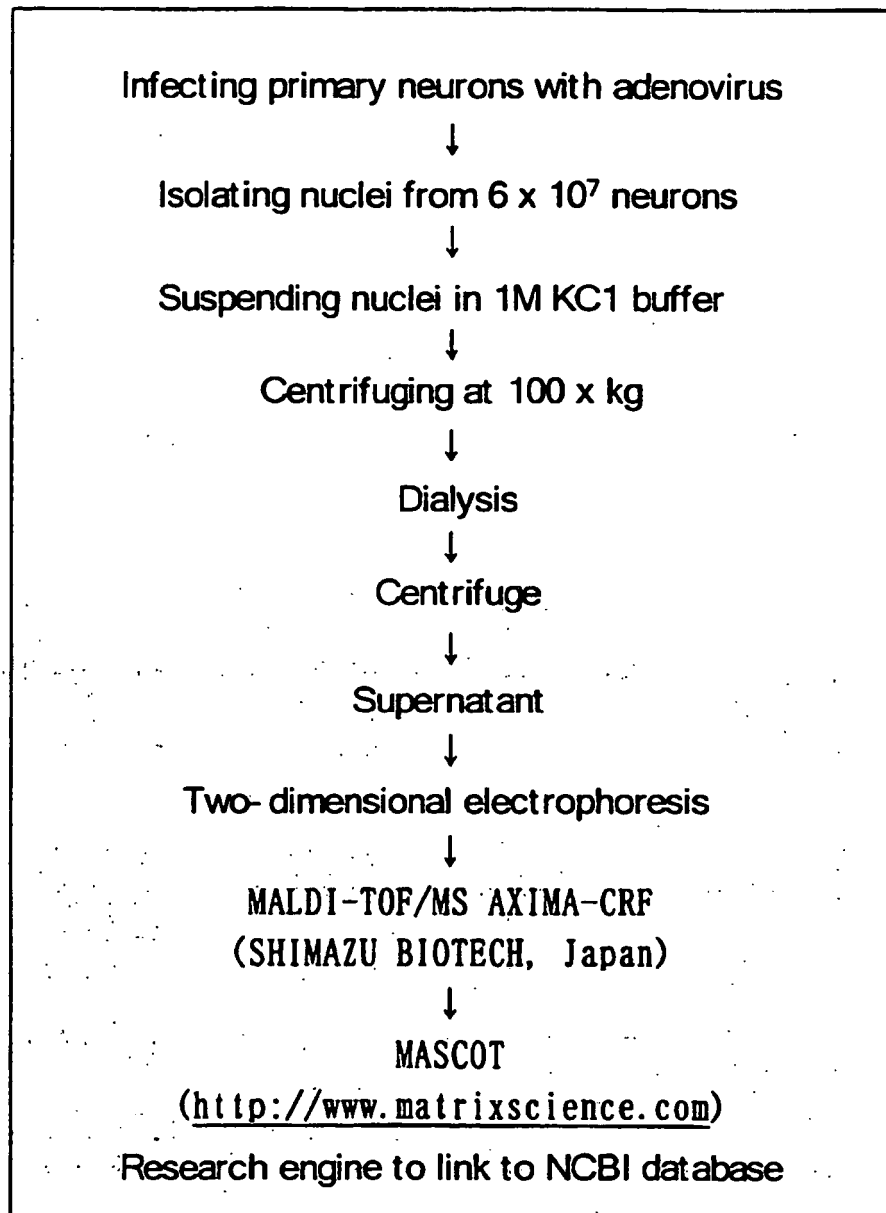 Infecting primary neurons with adenovirus
↓
Isolating nuclei from 6 x 10⁷ neurons
↓
Suspending nuclei in 1M KC1 buffer
↓
Centrifuging at 100 x kg
↓
Dialysis
↓
Centrifuge
↓
Supernatant
↓
Two-dimensional electrophoresis
↓
MALDI-TOF/MS AXIMA-CRF
(SHIMAZU BIOTECH, Japan)
↓
MASCOT
(http://www.matrixscience.com)
Research engine to link to NCBI database